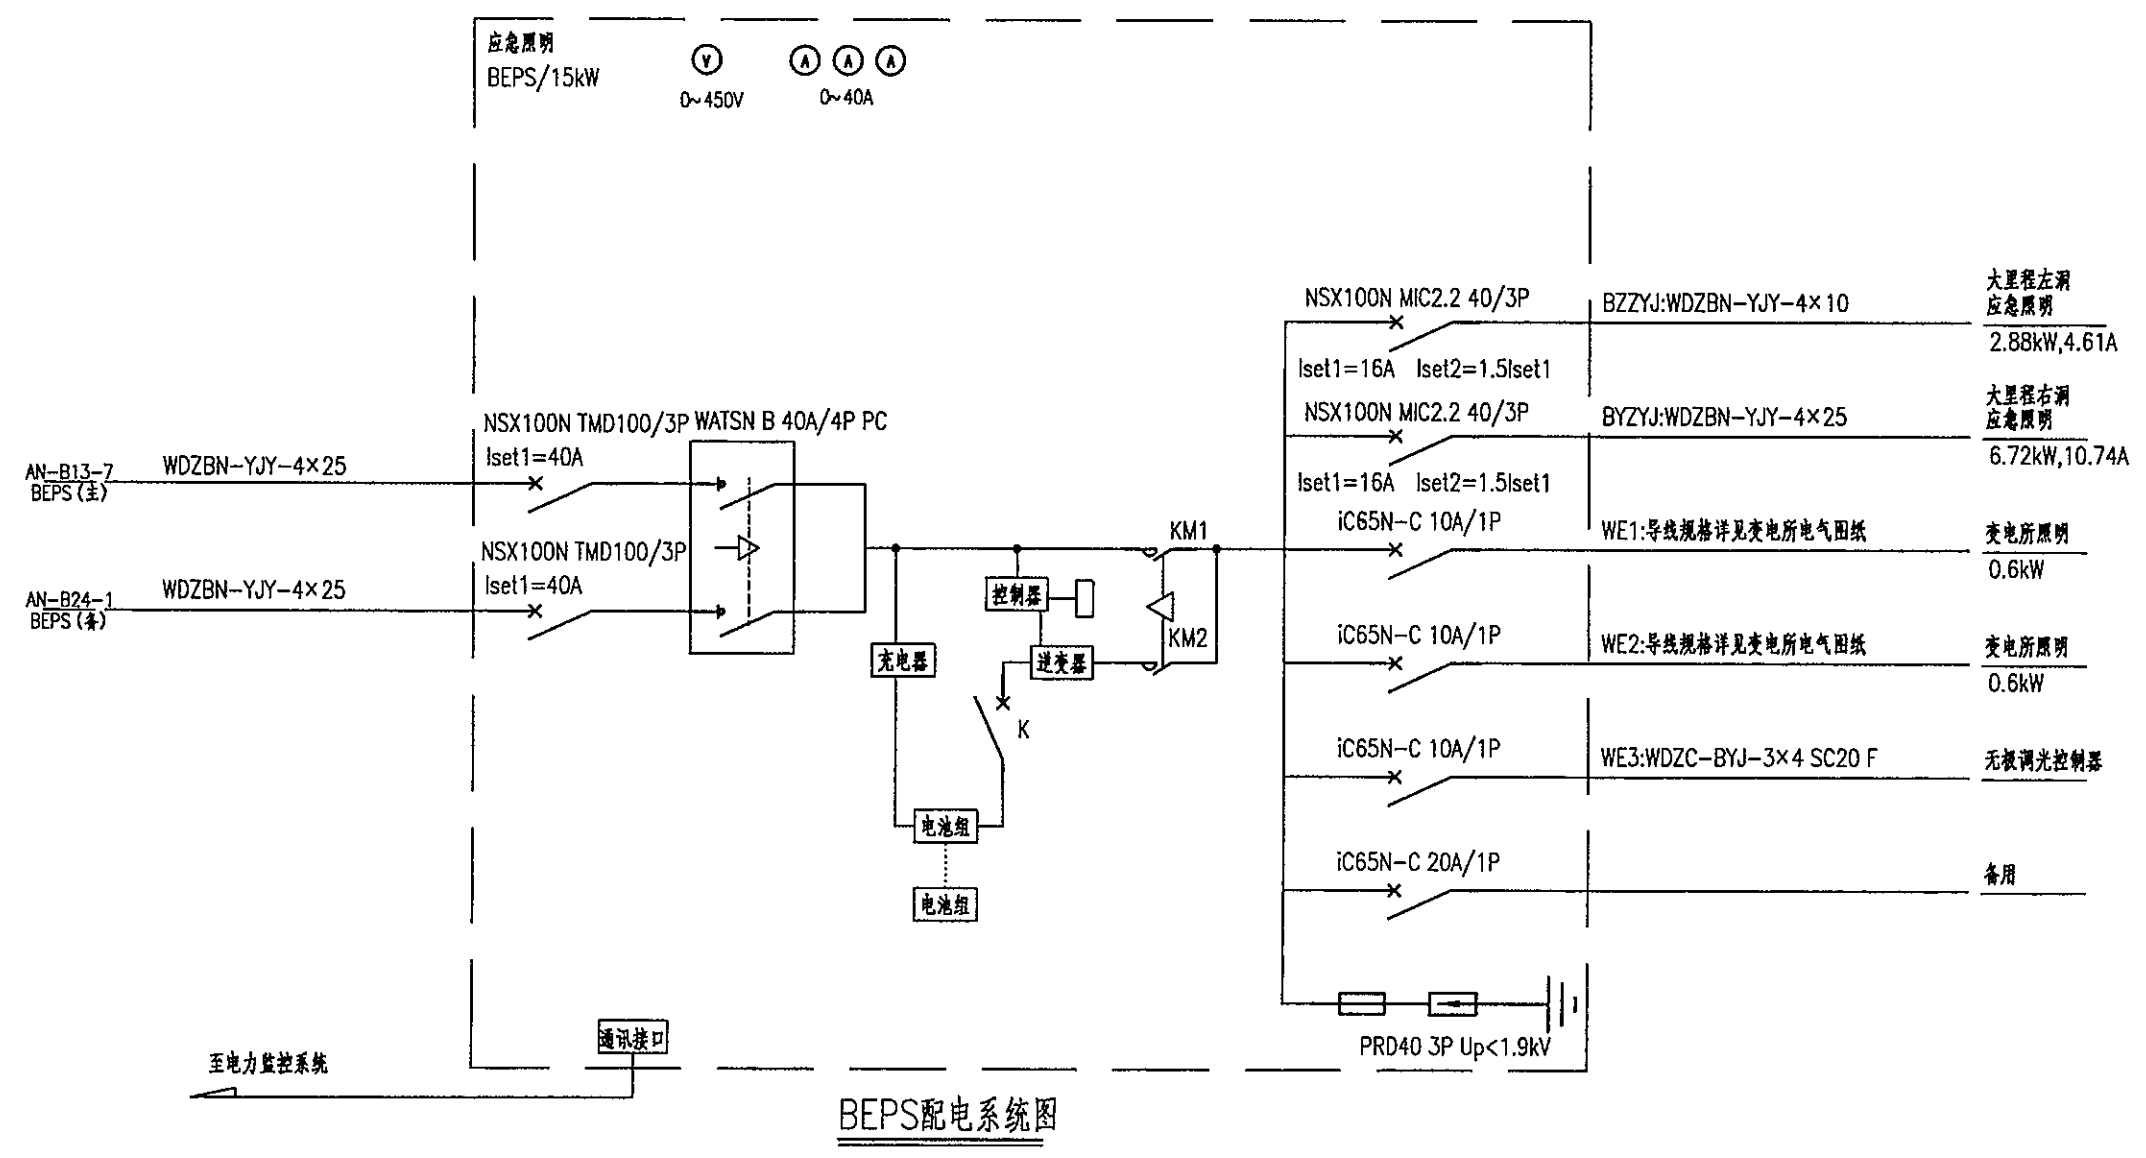 应急照明
BEPS/15kW
V
A
A
A
0~450V
0~40A
NSX100N MIC2.2 40/3P
BZZYJ:WDZBN-YJY-4×10
大里程左洞
应急照明
2.88kW,4.61A
Iset1=16A Iset2=1.5Iset1
NSX100N MIC2.2 40/3P
BYZYJ:WDZBN-YJY-4×25
大里程右洞
应急照明
6.72kW,10.74A
Iset1=16A Iset2=1.5Iset1
NSX100N TMD100/3P
WATSN B 40A/4P PC
Iset1=40A
AN-B13-7
BEPS(主)
WDZBN-YJY-4×25
NSX100N TMD100/3P
Iset1=40A
AN-B24-1
BEPS(备)
WDZBN-YJY-4×25
KM1
控制器
KM2
充电器
逆变器
K
电池组
电池组
iC65N-C 10A/1P
WE1:导线规格详见变电所电气图纸
变电所照明
0.6kW
iC65N-C 10A/1P
WE2:导线规格详见变电所电气图纸
变电所照明
0.6kW
iC65N-C 10A/1P
WE3:WDZC-BYJ-3×4 SC20 F
无极调光控制器
iC65N-C 20A/1P
备用
PRD40 3P Up<1.9kV
通讯接口
至电力监控系统
BEPS配电系统图